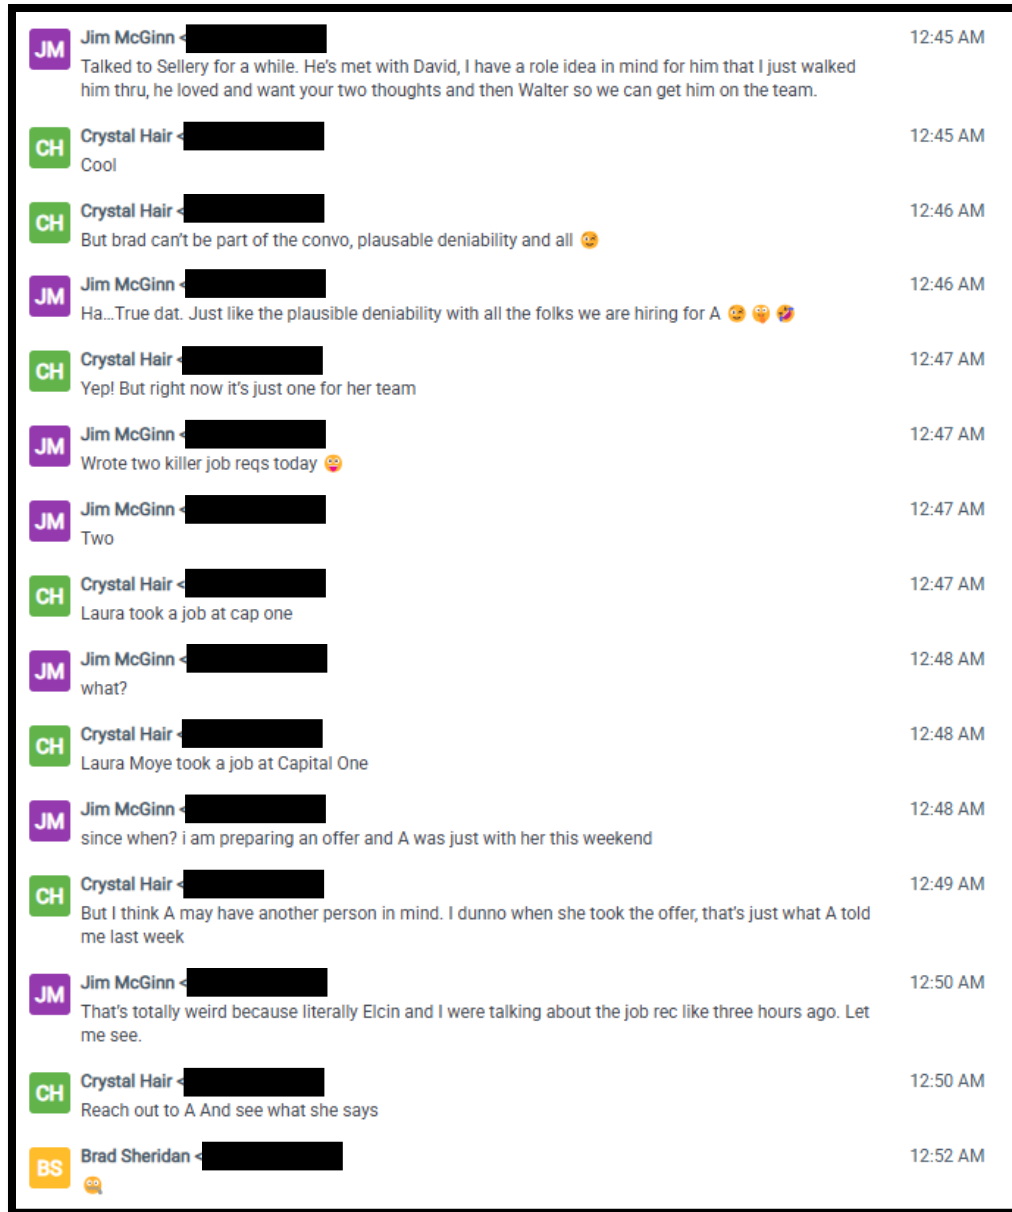 JM
Jim McGinn <
12:45 AM
Talked to Sellery for a while. He's met with David, I have a role idea in mind for him that I just walked
him thru, he loved and want your two thoughts and then Walter so we can get him on the team.
CH
Crystal Hair <
12:45 AM
Cool
CH
Crystal Hair <
12:46 AM
But brad can't be part of the convo, plausable deniability and all 😉
JM
Jim McGinn <
12:46 AM
Ha...True dat. Just like the plausible deniability with all the folks we are hiring for A 😉 😝 🤣
CH
Crystal Hair <
12:47 AM
Yep! But right now it's just one for her team
JM
Jim McGinn <
12:47 AM
Wrote two killer job reqs today 😜
JM
Jim McGinn <
12:47 AM
Two
CH
Crystal Hair <
12:47 AM
Laura took a job at cap one
JM
Jim McGinn <
12:48 AM
what?
CH
Crystal Hair <
12:48 AM
Laura Moye took a job at Capital One
JM
Jim McGinn <
12:48 AM
since when? i am preparing an offer and A was just with her this weekend
CH
Crystal Hair <
12:49 AM
But I think A may have another person in mind. I dunno when she took the offer, that's just what A told
me last week
JM
Jim McGinn <
12:50 AM
That's totally weird because literally Elcin and I were talking about the job rec like three hours ago. Let
me see.
CH
Crystal Hair <
12:50 AM
Reach out to A And see what she says
BS
Brad Sheridan <
12:52 AM